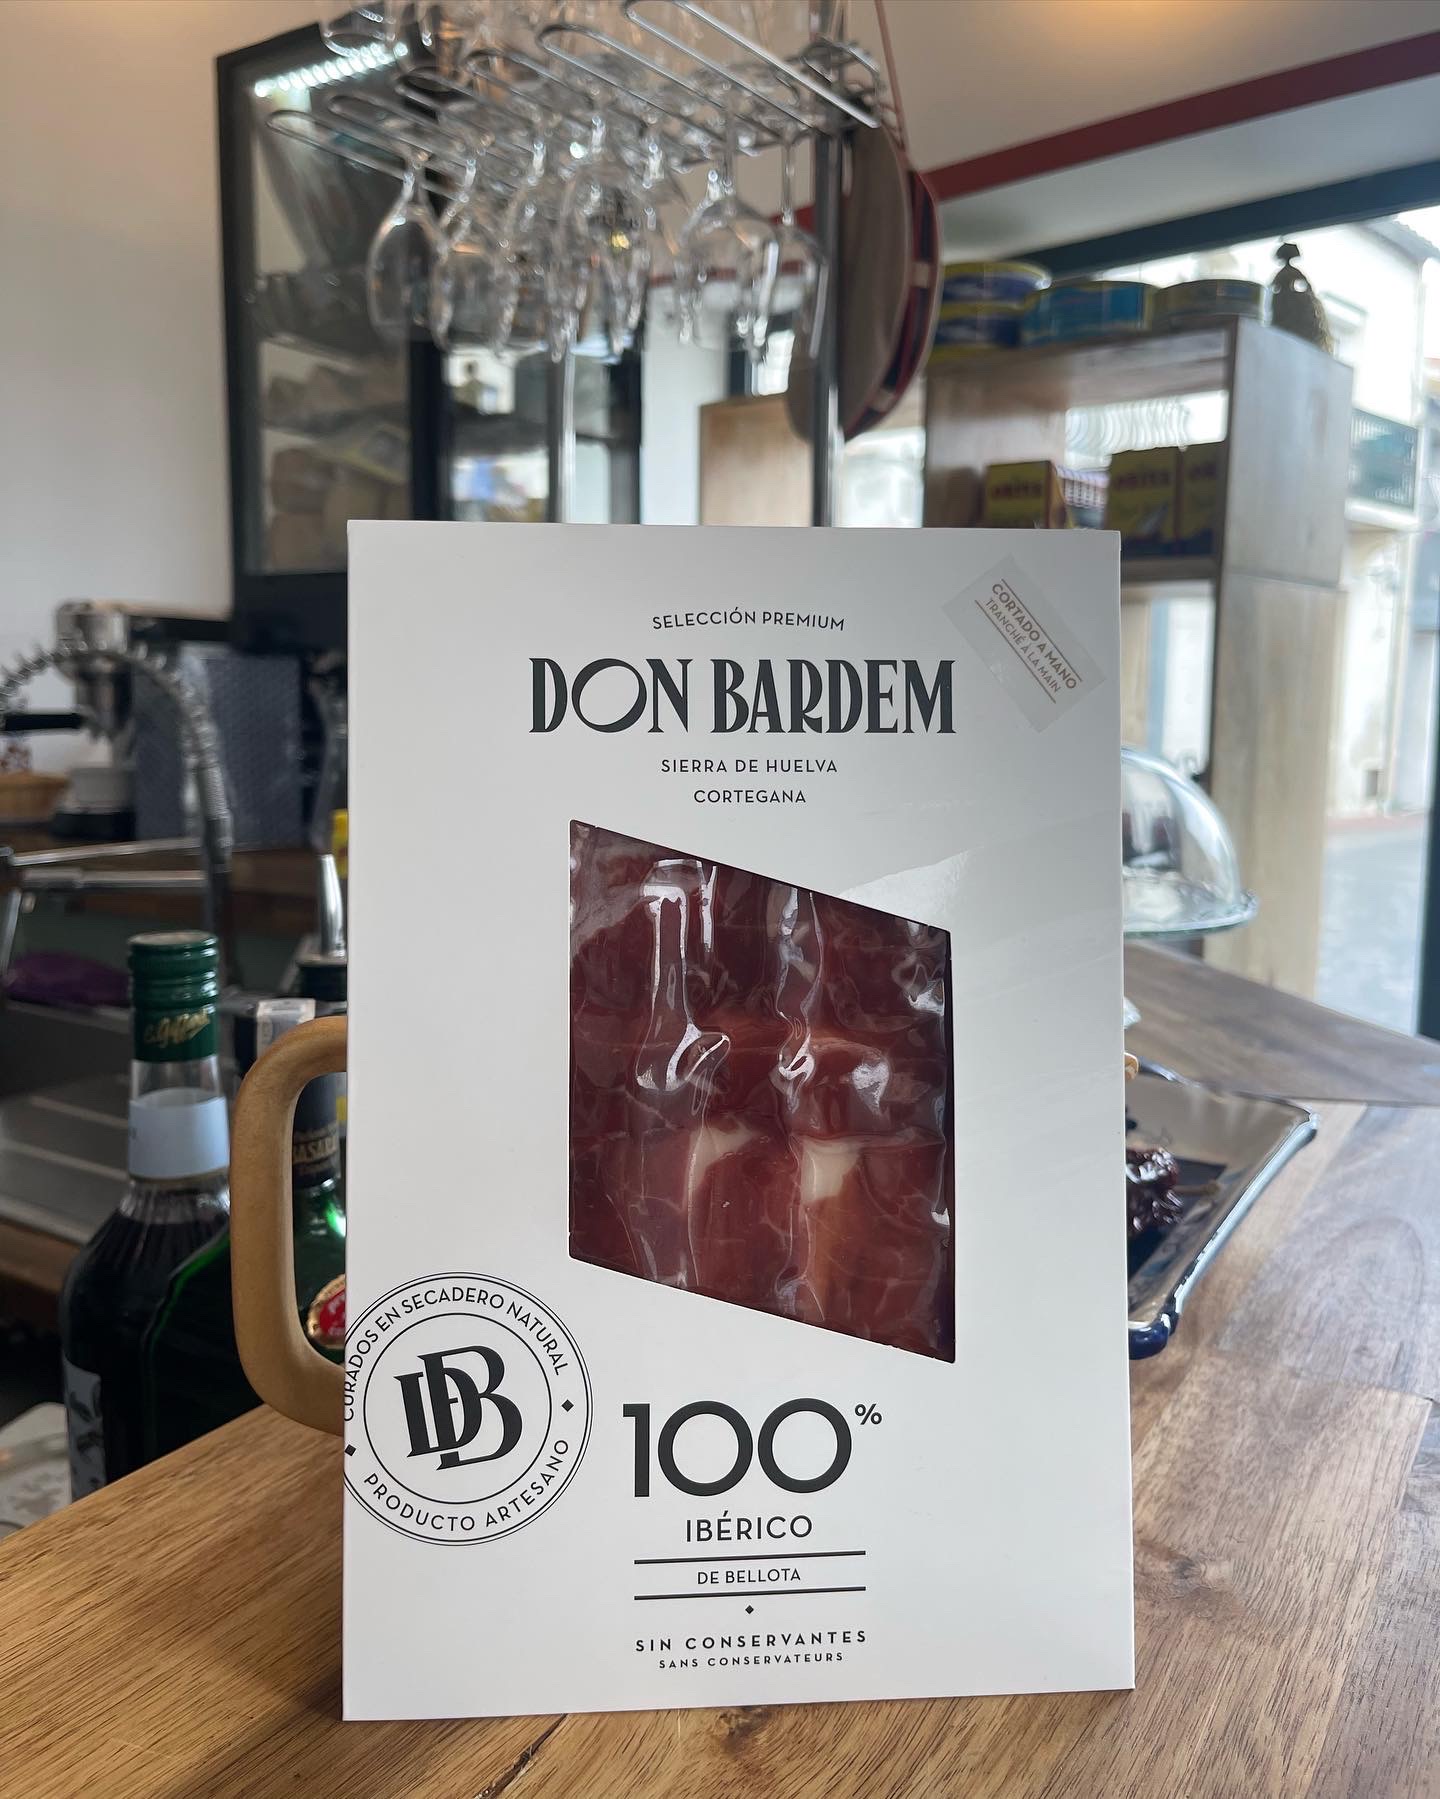 SELECCIÓN PREMIUM
DON BARDEM
SIERRA DE HUELVA
CORTEGANA
CORTADO A MANO
TRANCHÉ À LA MAIN
CURADOS EN SECADERO NATURAL
DB
PRODUCTO ARTESANO
100%
IBÉRICO
DE BELLOTA
SIN CONSERVANTES
SANS CONSERVATEURS